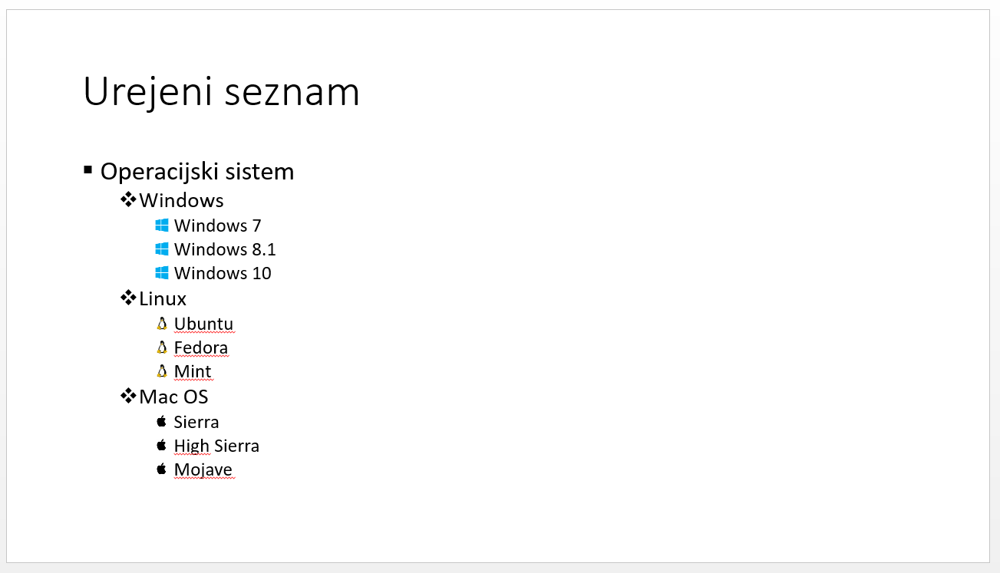 Urejeni seznam
Operacijski sistem
Windows
Windows 7
Windows 8.1
Windows 10
Linux
Ubuntu
Fedora
Mint
Mac OS
Sierra
High Sierra
Mojave